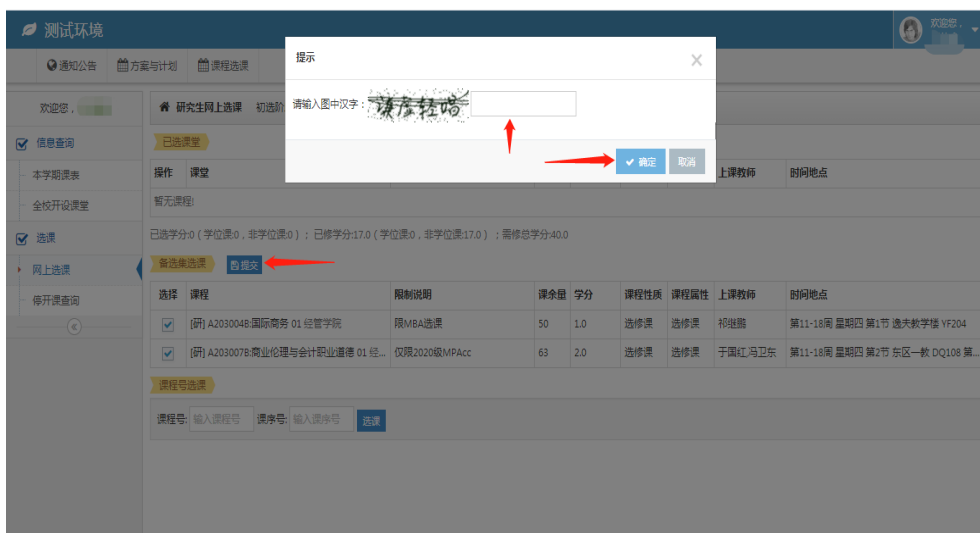 测试环境
欢迎您，
通知公告 方案与计划 课程选课
提示
请输入图中汉字：
确定 取消
欢迎您，
研究生网上选课 初选阶
信息查询
本学期课表
全校开设课堂
选课
网上选课
停开课查询
已选课堂
操作 课堂 上课教师 时间地点
暂无课程!
已选学分:0 ( 学位课:0，非学位课:0 ) ；已修学分:17.0 ( 学位课:0，非学位课:17.0 ) ；需修总学分:40.0
备选集选课 提交
选择 课程 限制说明 课余量 学分 课程性质 课程属性 上课教师 时间地点
[研] A203004B:国际商务 01 经管学院 限MBA选课 50 1.0 选修课 选修课 祁继鹏 第11-18周 星期四 第1节 逸夫教学楼 YF204
[研] A203007B:商业伦理与会计职业道德 01 经... 仅限2020级MPAcc 63 2.0 选修课 选修课 于国红,冯卫东 第11-18周 星期四 第2节 东区一教 DQ108 第...
课程号选课
课程号: 输入课程号 课序号: 输入课序号 选课